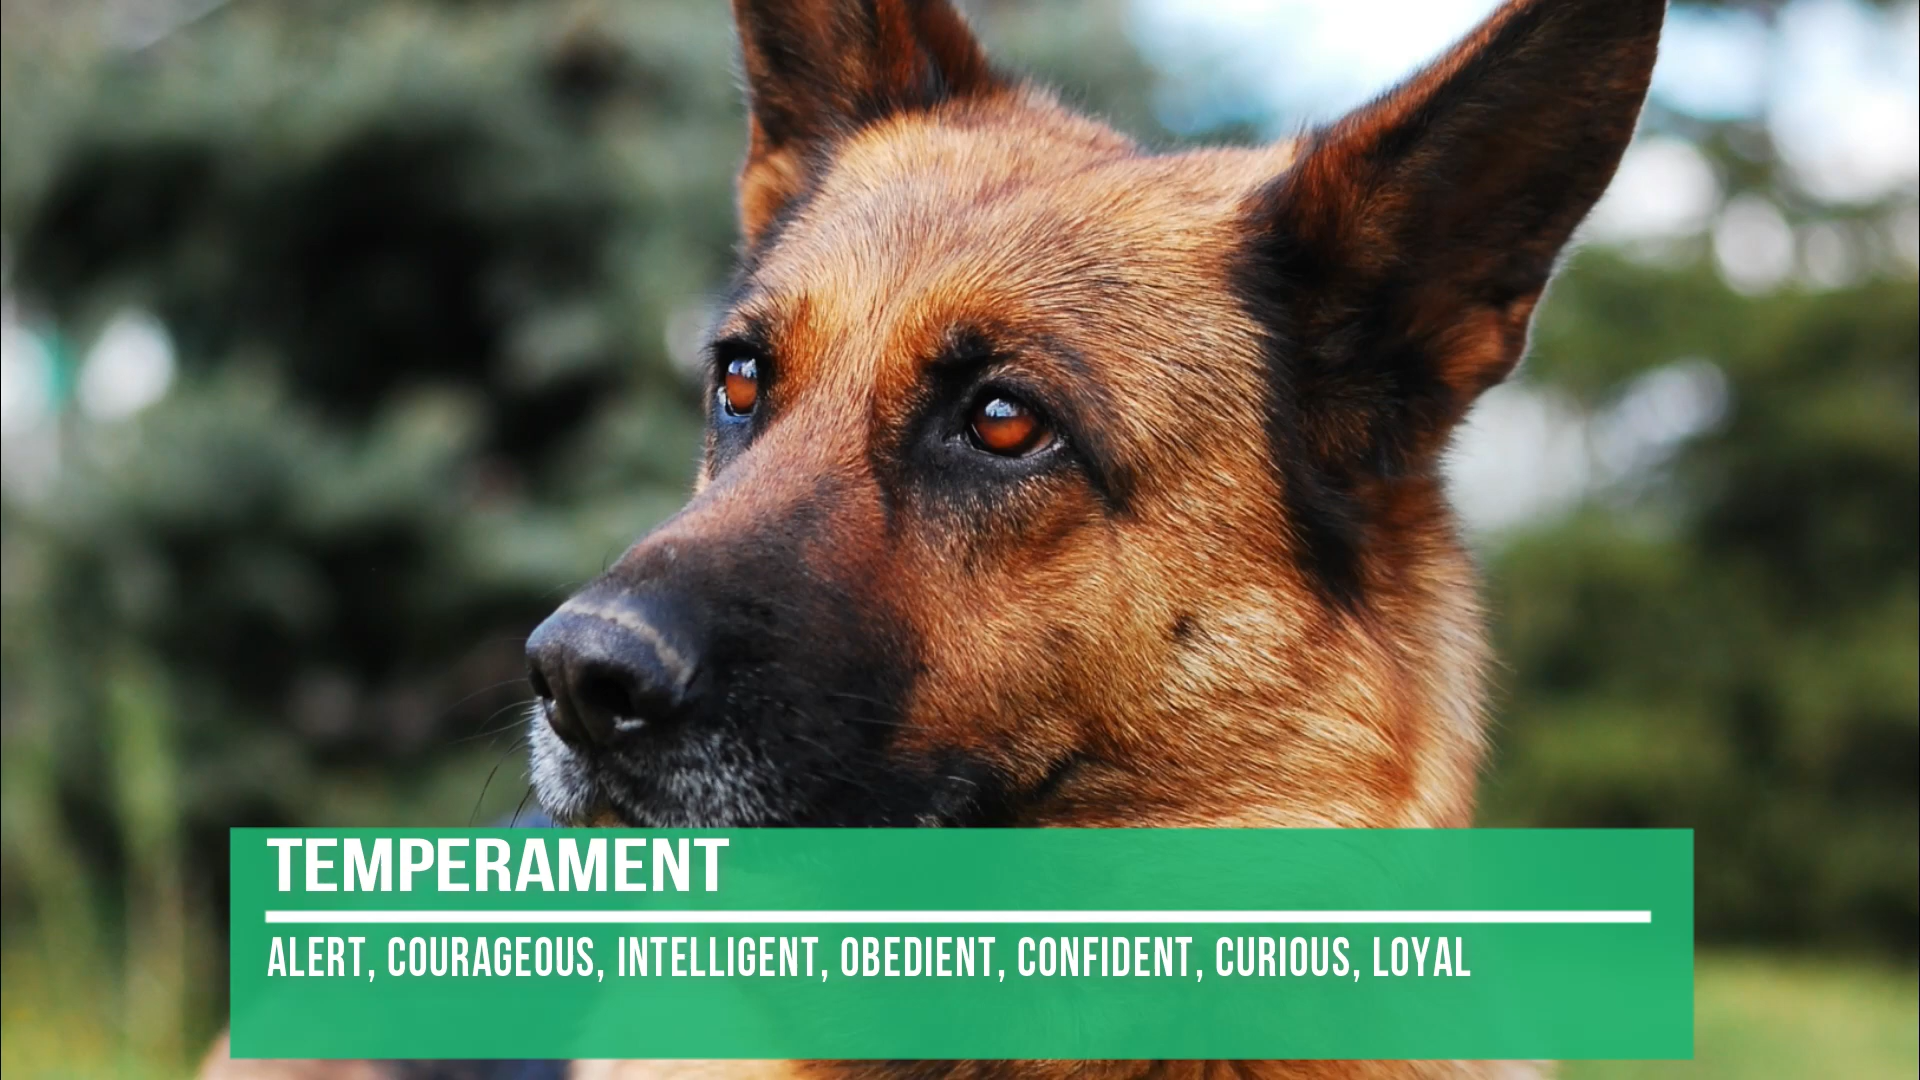 TEMPERAMENT
ALERT, COURAGEOUS, INTELLIGENT, OBEDIENT, CONFIDENT, CURIOUS, LOYAL